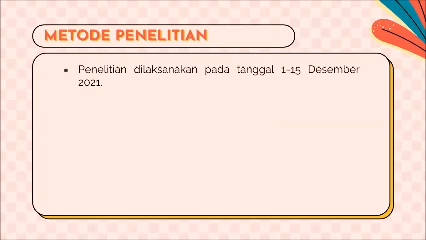 METODE PENELITIAN
• Penelitian dilaksanakan pada tanggal 1-15 Desember
2021.